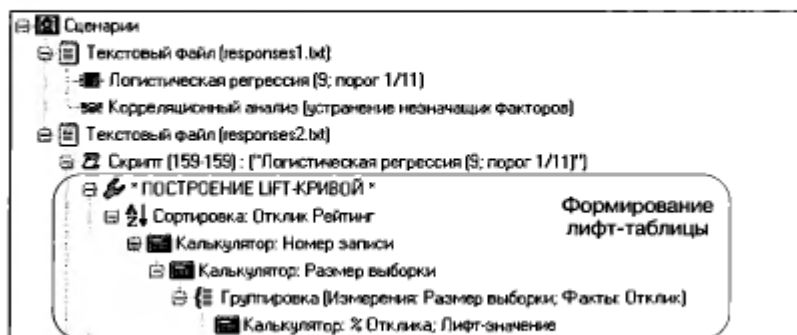 Сценарии
Текстовый файл (responses1.txt)
Логистическая регрессия (9; порог 1/11)
Корреляционный анализ (устранение незначащих факторов)
Текстовый файл (responses2.txt)
Скрипт (159-159) : ("Логистическая регрессия (9; порог 1/11)")
* ПОСТРОЕНИЕ LIFT-КРИВОЙ *
Сортировка: Отклик Рейтинг
Формирование
лифт-таблицы
Калькулятор: Номер записи
Калькулятор: Размер выборки
Группировка (Измерения: Размер выборки; Факты: Отклик)
Калькулятор: % Отклика; Лифт-значение